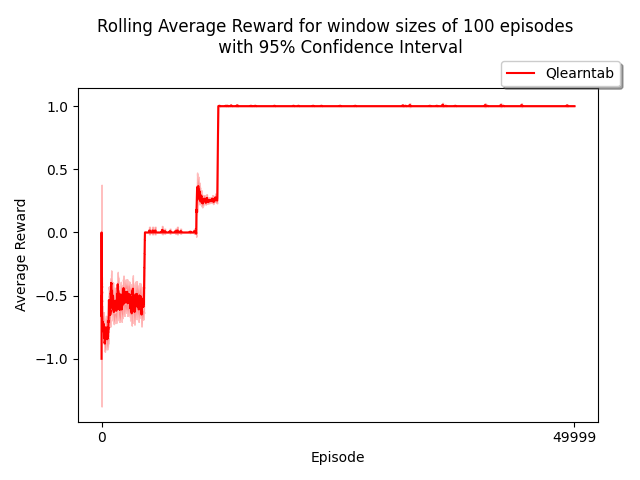 Rolling Average Reward for window sizes of 100 episodes
with 95% Confidence Interval
Qlearntab
1.0
0.5
0.0
−0.5
−1.0
Average Reward
0
49999
Episode